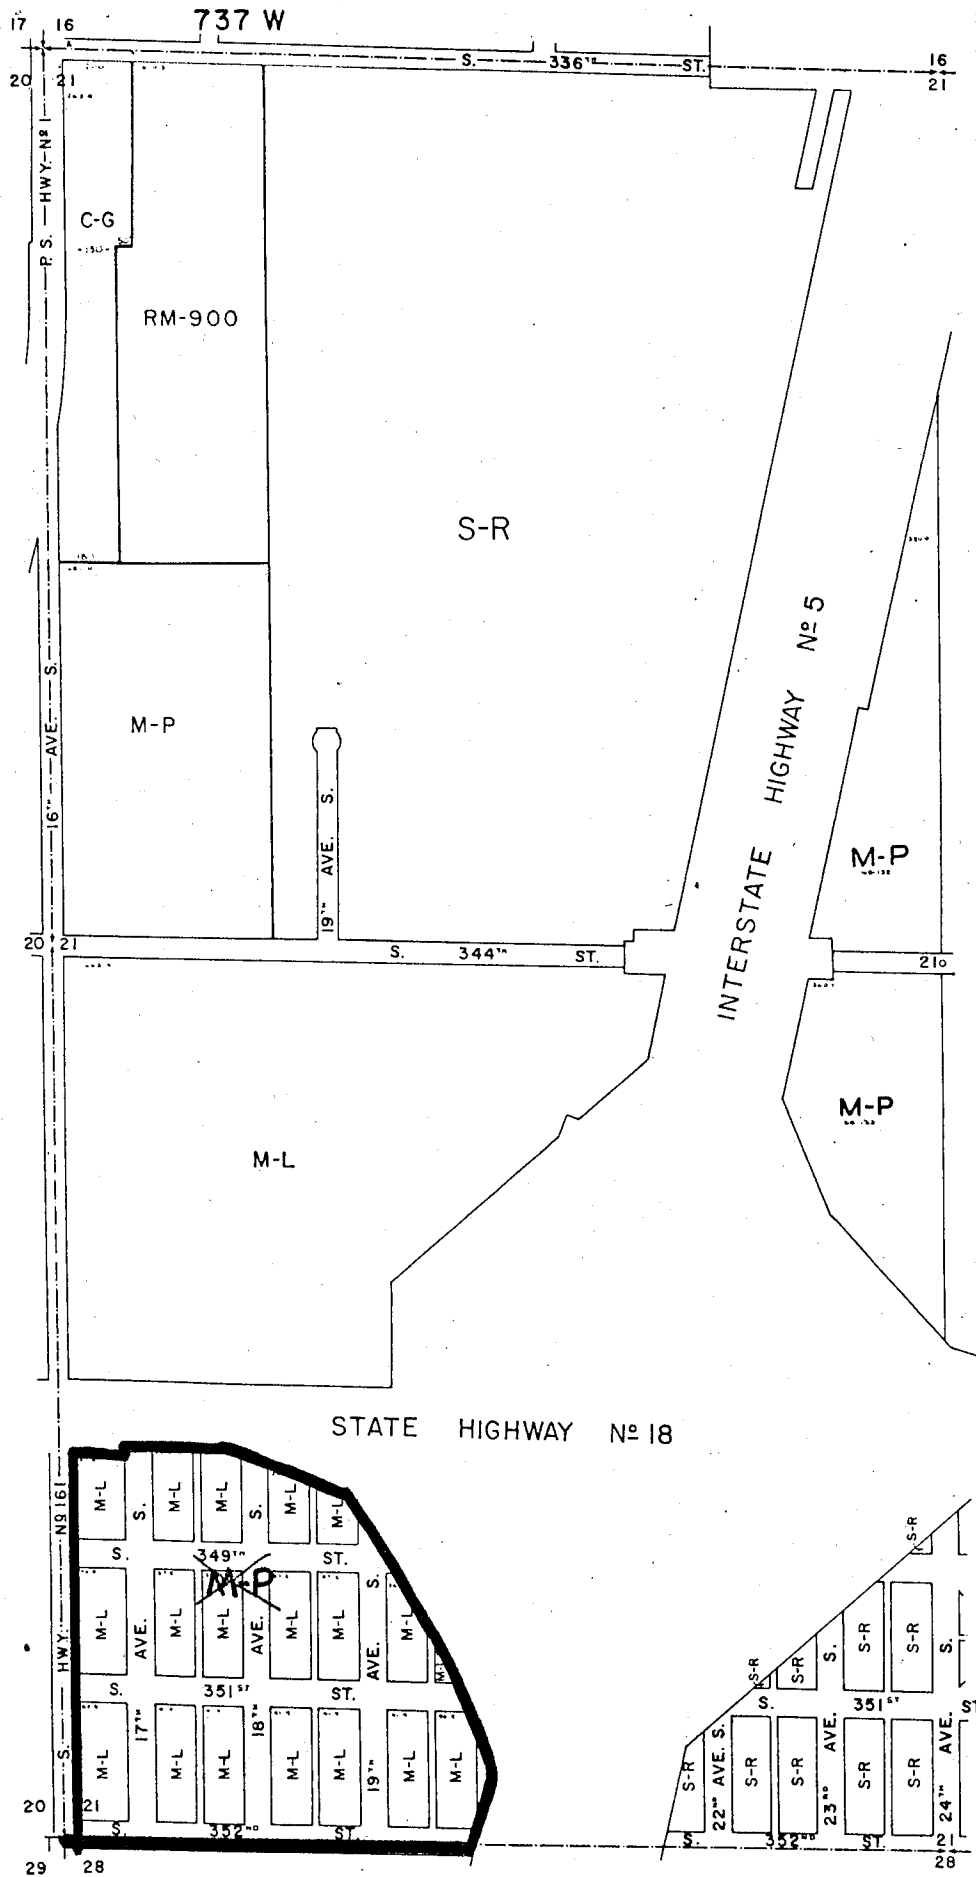 737 W
17 16
20 21
16
21
S. 336TH ST.
P.S. HWY. Nº 1
C-G
RM-900
S-R
M-P
16TH AVE. S.
19TH AVE. S.
INTERSTATE HIGHWAY Nº 5
M-P
20 21
S. 344TH ST.
210
M-L
M-P
STATE HIGHWAY Nº 18
S. HWY. Nº 161
M-L
M-L
M-L
M-L
M-L
S. 349TH ST.
M-P
M-L
M-L
M-L
M-L
M-L
M-L
S. 351ST ST.
M-L
M-L
M-L
M-L
M-L
M-L
M-L
S. 352ND ST.
17TH AVE. S.
18TH AVE. S.
19TH AVE. S.
S-R
S-R
S-R
S-R
S-R
S-R
S. 351ST ST
S-R
S-R
S-R
S-R
S-R
22ND AVE. S.
23RD AVE. S.
24TH AVE. S.
S. 352ND ST.
20 21
29 28
21
28